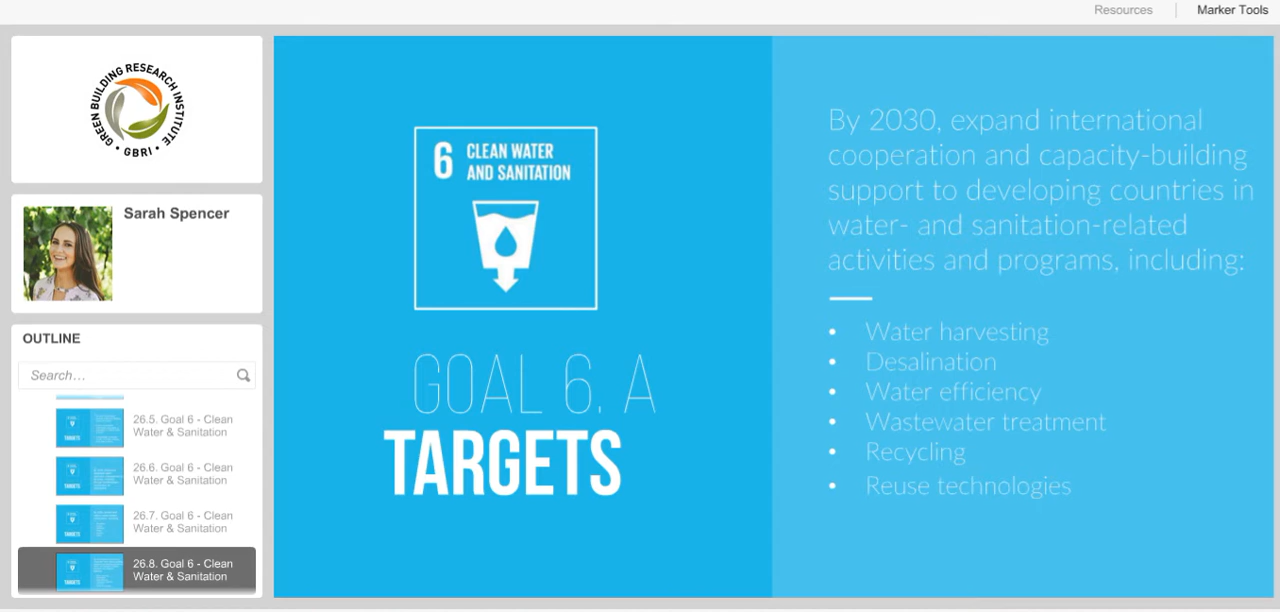 Resources
Marker Tools
GREEN BUILDING RESEARCH INSTITUTE
• GBRI •
Sarah Spencer
OUTLINE
Search...
26.5. Goal 6 - Clean
Water & Sanitation
26.6. Goal 6 - Clean
Water & Sanitation
26.7. Goal 6 - Clean
Water & Sanitation
26.8. Goal 6 - Clean
Water & Sanitation
6 CLEAN WATER
AND SANITATION
GOAL 6. A
TARGETS
By 2030, expand international
cooperation and capacity-building
support to developing countries in
water- and sanitation-related
activities and programs, including:
• Water harvesting
• Desalination
• Water efficiency
• Wastewater treatment
• Recycling
• Reuse technologies